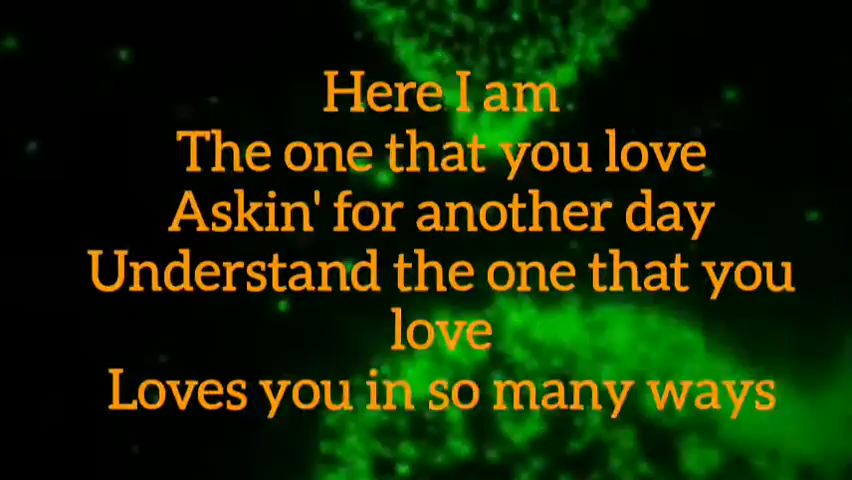 Here I am
The one that you love
Askin' for another day
Understand the one that you
love
Loves you in so many ways